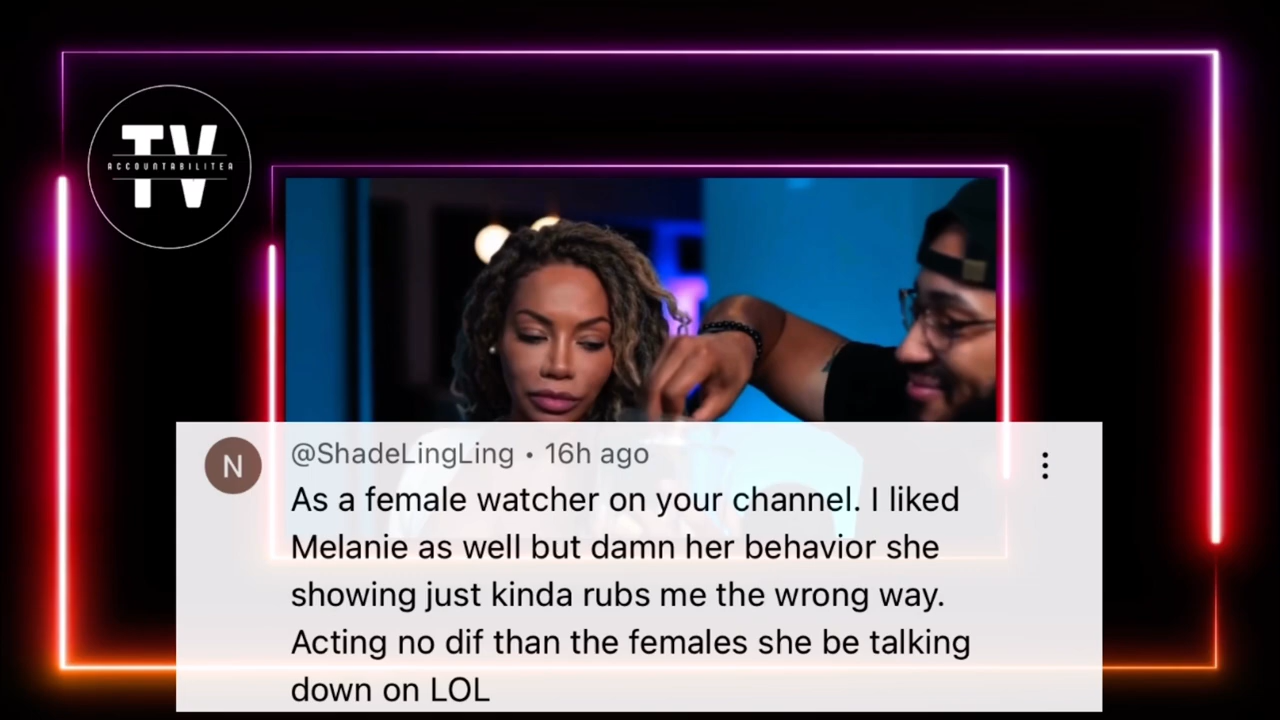 TV
ACCOUNTABILITEA
N
@ShadeLingLing • 16h ago
As a female watcher on your channel. I liked
Melanie as well but damn her behavior she
showing just kinda rubs me the wrong way.
Acting no dif than the females she be talking
down on LOL